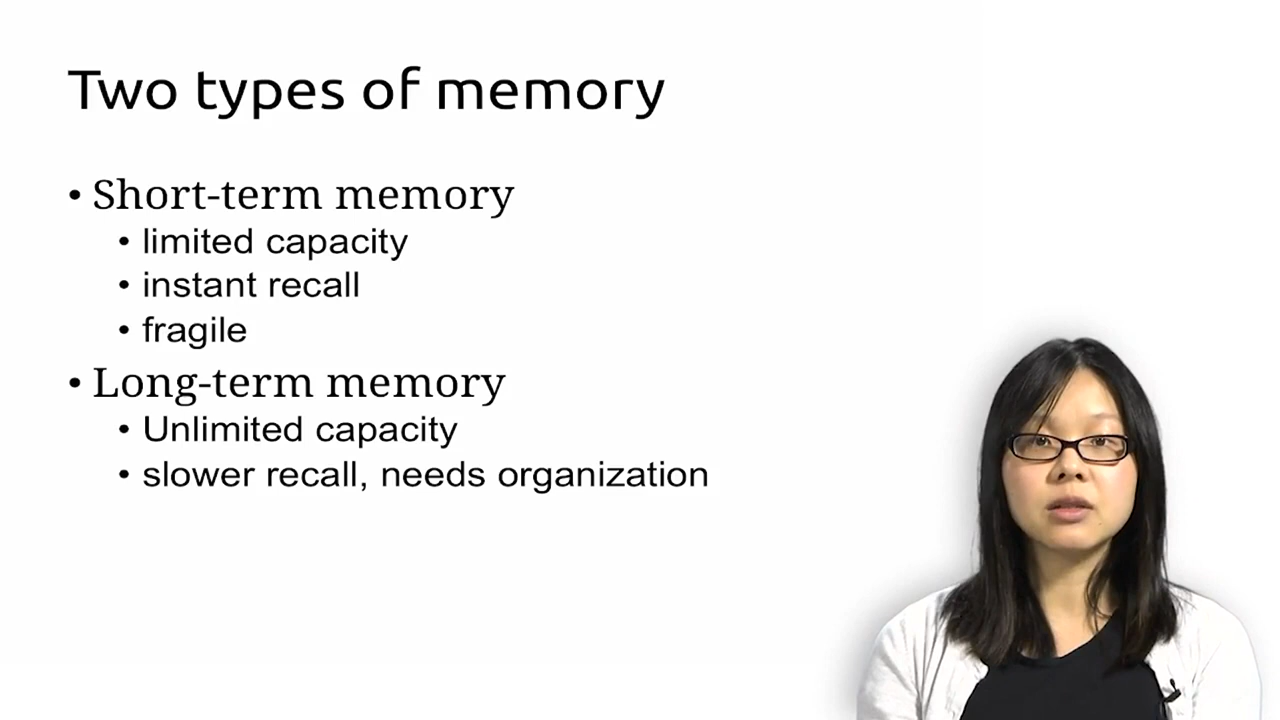 Two types of memory
• Short-term memory
• limited capacity
• instant recall
• fragile
• Long-term memory
• Unlimited capacity
• slower recall, needs organization